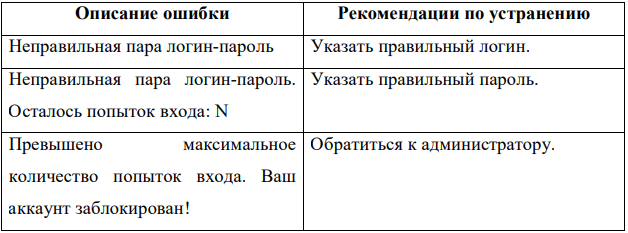 Описание ошибки
Рекомендации по устранению
Неправильная пара логин-пароль
Указать правильный логин.
Неправильная пара логин-пароль.
Осталось попыток входа: N
Указать правильный пароль.
Превышено максимальное
количество попыток входа. Ваш
аккаунт заблокирован!
Обратиться к администратору.